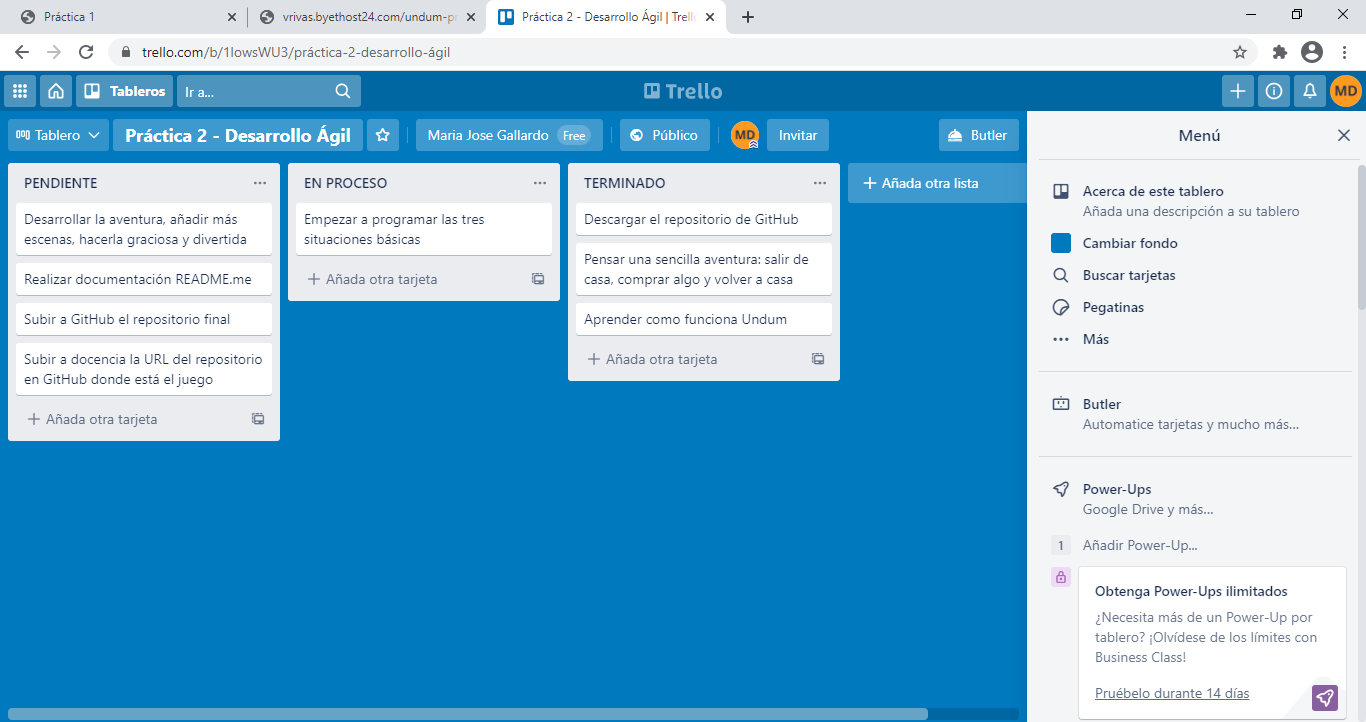 Práctica 1
vrivas.byethost24.com/undum-pr
Práctica 2 - Desarrollo Ágil | Trell
trello.com/b/1IowsWU3/práctica-2-desarrollo-ágil
Tableros
Ir a...
Trello
MD
Tablero
Práctica 2 - Desarrollo Ágil
Maria Jose Gallardo Free
Público
MD
Invitar
Butler
PENDIENTE
Desarrollar la aventura, añadir más
escenas, hacerla graciosa y divertida
Realizar documentación README.me
Subir a GitHub el repositorio final
Subir a docencia la URL del repositorio
en GitHub donde está el juego
+ Añada otra tarjeta
EN PROCESO
Empezar a programar las tres
situaciones básicas
+ Añada otra tarjeta
TERMINADO
Descargar el repositorio de GitHub
Pensar una sencilla aventura: salir de
casa, comprar algo y volver a casa
Aprender como funciona Undum
+ Añada otra tarjeta
+ Añada otra lista
Menú
Acerca de este tablero
Añada una descripción a su tablero
Cambiar fondo
Buscar tarjetas
Pegatinas
Más
Butler
Automatice tarjetas y mucho más...
Power-Ups
Google Drive y más...
1 Añadir Power-Up...
Obtenga Power-Ups ilimitados
¿Necesita más de un Power-Up por
tablero? ¡Olvídese de los límites con
Business Class!
Pruébelo durante 14 días